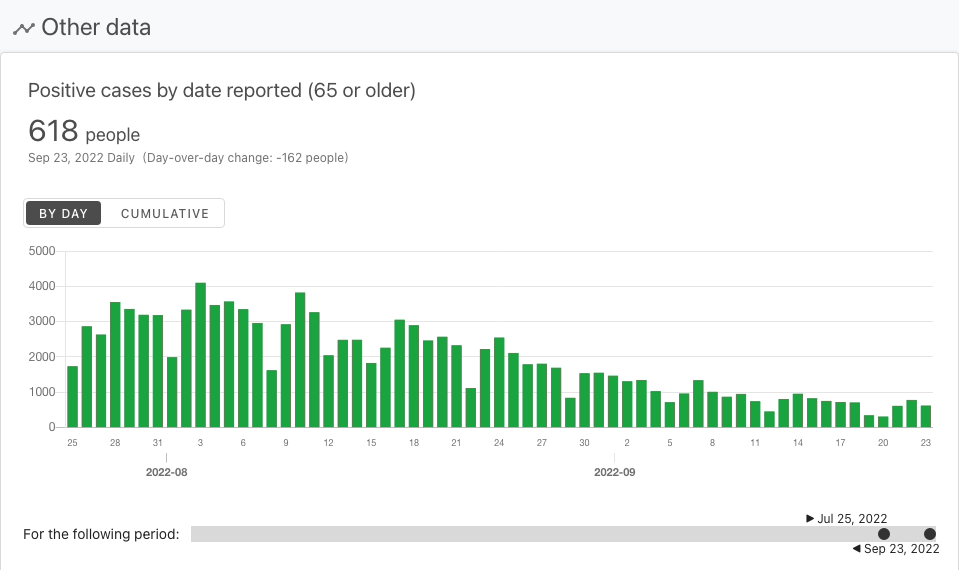 Other data
Positive cases by date reported (65 or older)
618 people
Sep 23, 2022 Daily (Day-over-day change: -162 people)
BY DAY CUMULATIVE
5000
4000
3000
2000
1000
0
25 28 31 3 6 9 12 15 18 21 24 27 30 2 5 8 11 14 17 20 23
2022-08 2022-09
▶ Jul 25, 2022
For the following period:
◀ Sep 23, 2022